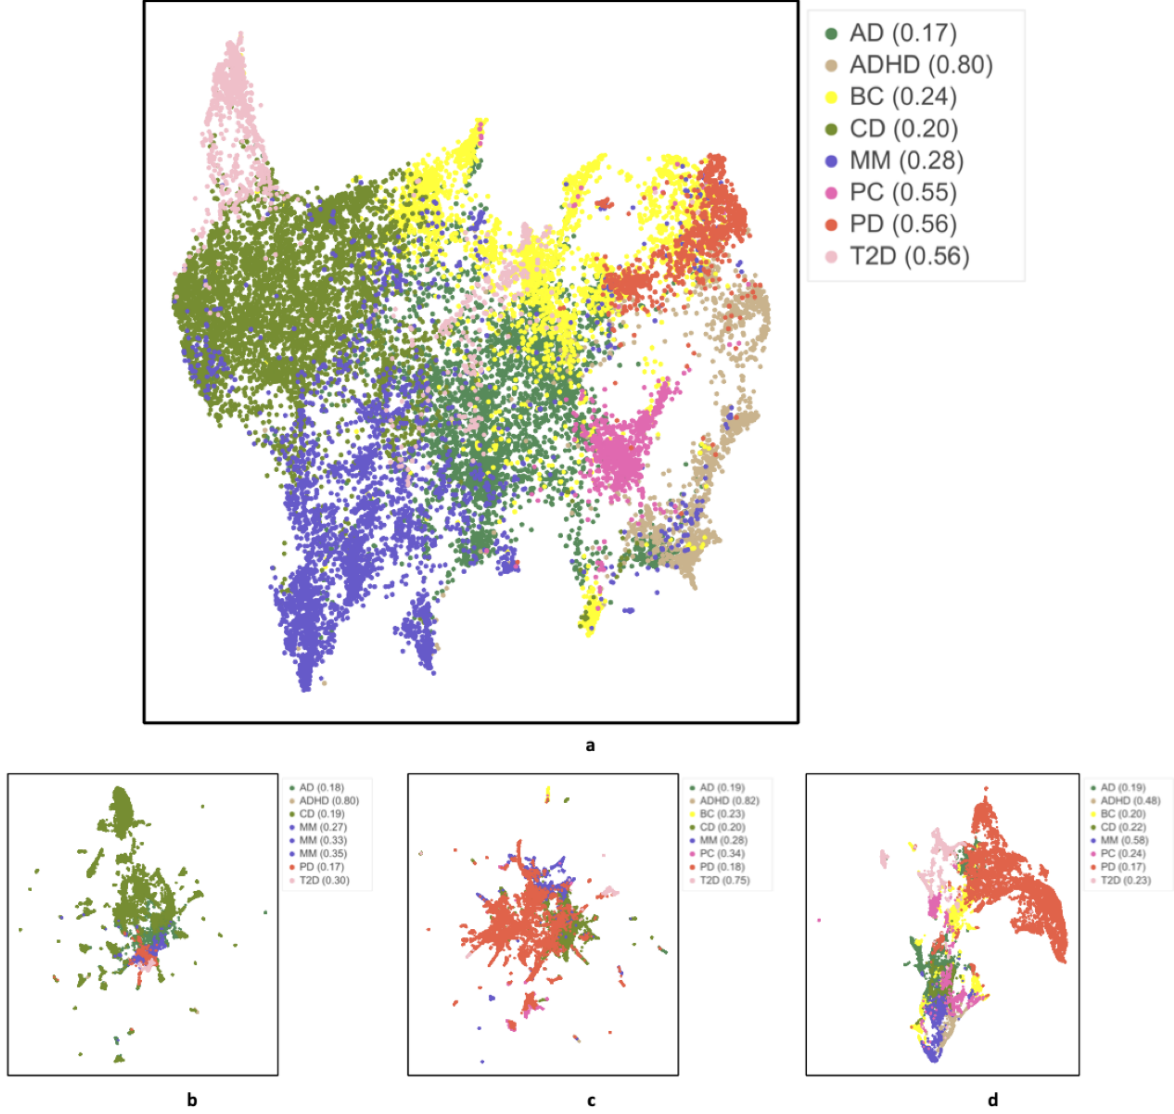 AD (0.17)
ADHD (0.80)
BC (0.24)
CD (0.20)
MM (0.28)
PC (0.55)
PD (0.56)
T2D (0.56)
a
AD (0.18)
ADHD (0.80)
CD (0.19)
MM (0.27)
MM (0.33)
MM (0.35)
PD (0.17)
T2D (0.30)
b
AD (0.19)
ADHD (0.82)
BC (0.23)
CD (0.20)
MM (0.28)
PC (0.34)
PD (0.18)
T2D (0.75)
c
AD (0.19)
ADHD (0.48)
BC (0.20)
CD (0.22)
MM (0.58)
PC (0.24)
PD (0.17)
T2D (0.23)
d